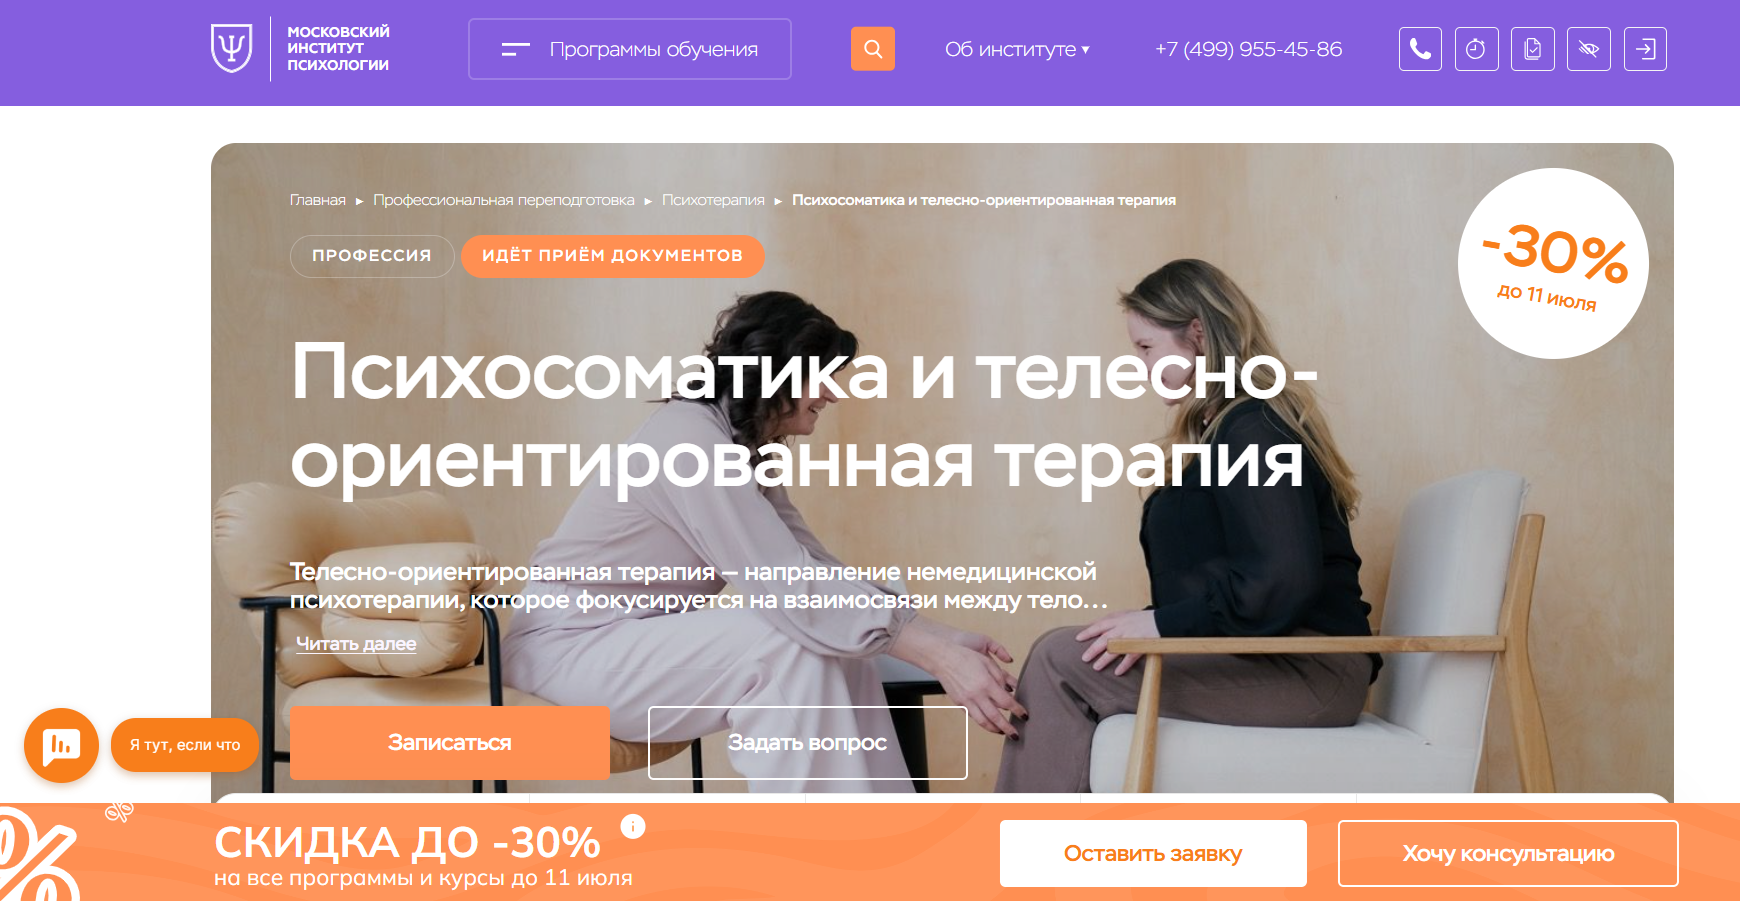 МОСКОВСКИЙ
ИНСТИТУТ
ПСИХОЛОГИИ
Программы обучения
Об институте ▾
+7 (499) 955-45-86
Главная ▸ Профессиональная переподготовка ▸ Психотерапия ▸ Психосоматика и телесно-ориентированная терапия
ПРОФЕССИЯ
ИДЁТ ПРИЁМ ДОКУМЕНТОВ
-30%
до 11 июля
Психосоматика и телесно-
ориентированная терапия
Телесно-ориентированная терапия — направление немедицинской
психотерапии, которое фокусируется на взаимосвязи между тело...
Читать далее
Записаться
Задать вопрос
Я тут, если что
СКИДКА ДО -30%
на все программы и курсы до 11 июля
Оставить заявку
Хочу консультацию